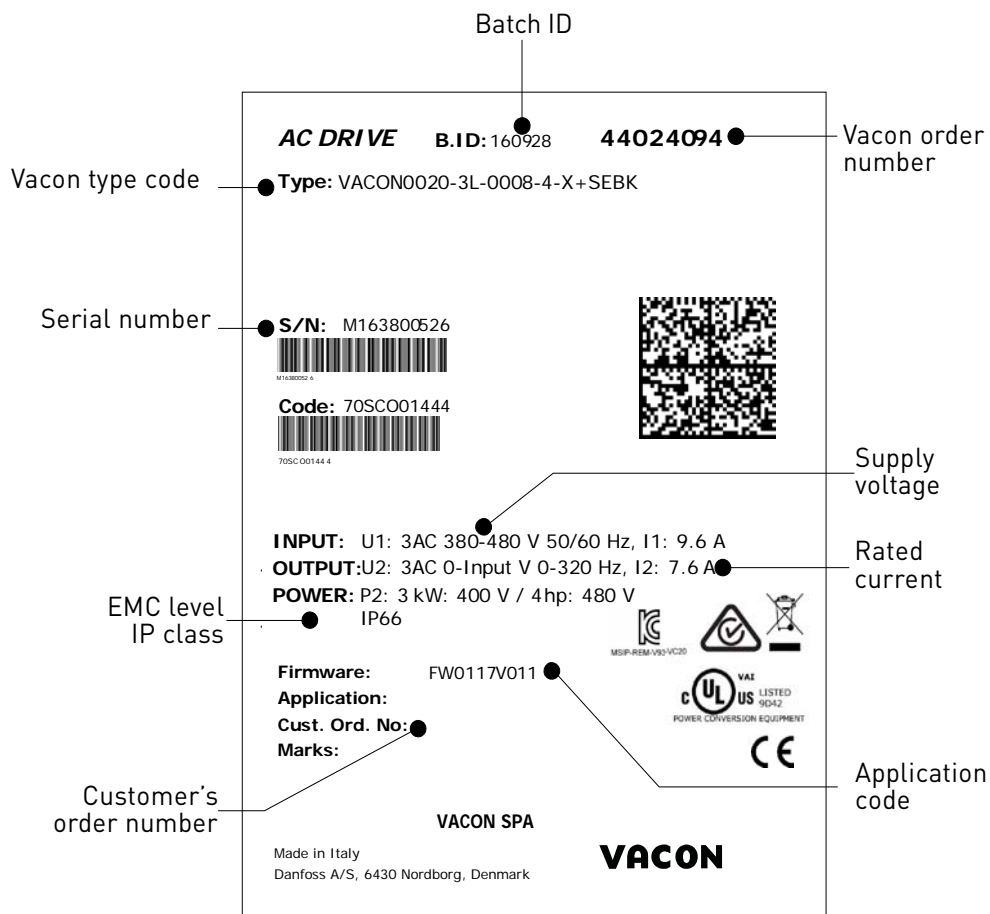 Batch ID
AC DRIVE B.ID: 160928 44024094
Vacon order
number
Vacon type code
Type: VACON0020-3L-0008-4-X+SEBK
Serial number
S/N: M163800526
M16380052 6
Code: 70SCO01444
70SCO0144 4
Supply
voltage
INPUT: U1: 3AC 380-480 V 50/60 Hz, I1: 9.6 A
OUTPUT:U2: 3AC 0-Input V 0-320 Hz, I2: 7.6 A
Rated
current
POWER: P2: 3 kW: 400 V / 4hp: 480 V
EMC level
IP class
IP66
MSIP-REM-V93-VC20
Firmware: FW0117V011
Application:
Cust. Ord. No:
Marks:
VAI
C UL US LISTED
9D42
POWER CONVERSION EQUIPMENT
CE
Application
code
Customer's
order number
VACON SPA
Made in Italy
Danfoss A/S, 6430 Nordborg, Denmark
VACON